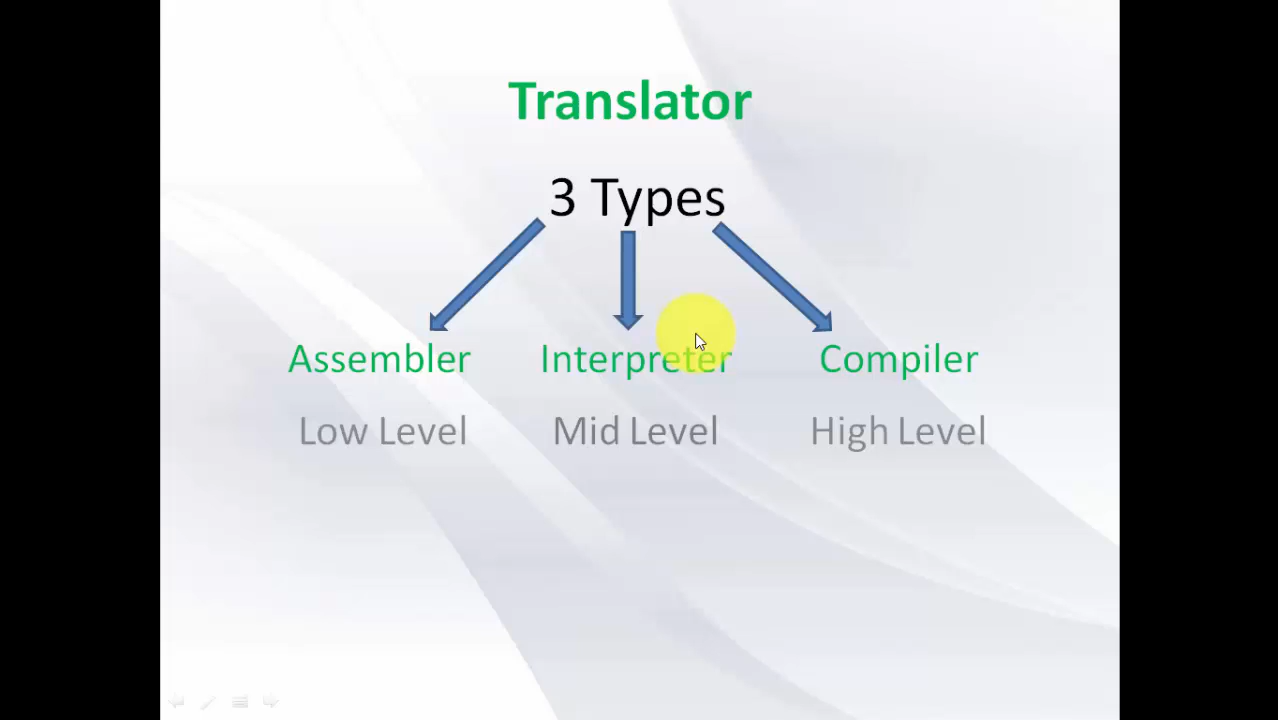 Translator
3 Types
Assembler Interpreter Compiler
Low Level Mid Level High Level